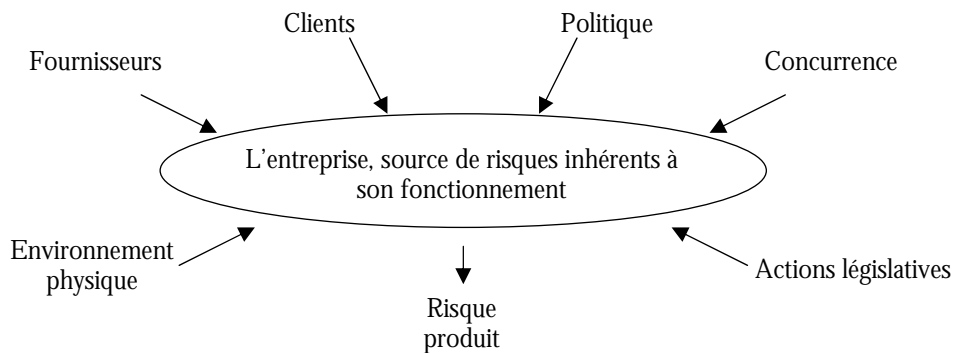 Clients
Politique
Fournisseurs
Concurrence
L'entreprise, source de risques inhérents à
son fonctionnement
Environnement
physique
Actions législatives
Risque
produit